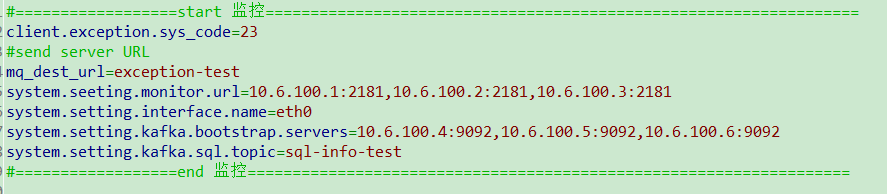 #==================start 监控==================================================================
client.exception.sys_code=23
#send server URL
mq_dest_url=exception-test
system.seeting.monitor.url=10.6.100.1:2181,10.6.100.2:2181,10.6.100.3:2181
system.setting.interface.name=eth0
system.setting.kafka.bootstrap.servers=10.6.100.4:9092,10.6.100.5:9092,10.6.100.6:9092
system.setting.kafka.sql.topic=sql-info-test
#==================end 监控===================================================================